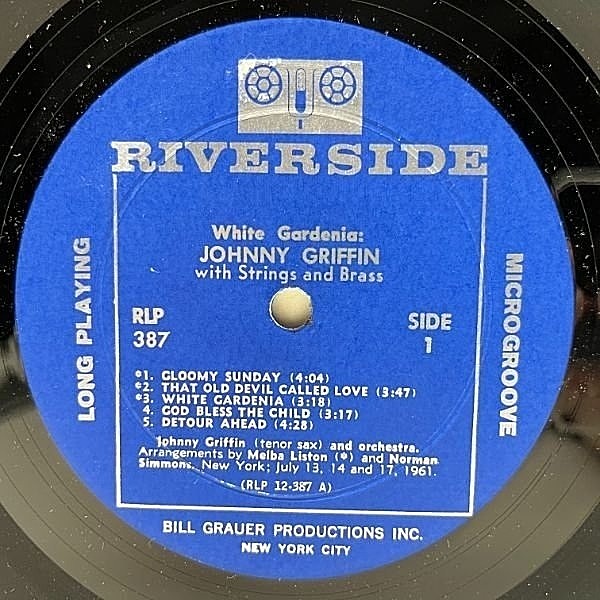 RIVERSIDE
White Gardenia:
JOHNNY GRIFFIN
with Strings and Brass
LONG PLAYING
MICROGROOVE
RLP
387
SIDE
1
*1. GLOOMY SUNDAY (4:04)
*2. THAT OLD DEVIL CALLED LOVE (3:47)
*3. WHITE GARDENIA (3:18)
4. GOD BLESS THE CHILD (3:17)
5. DETOUR AHEAD (4:28)
Johnny Griffin (tenor sax) and orchestra.
Arrangements by Melba Liston (*) and Norman
Simmons. New York; July 13, 14 and 17, 1961.
(RLP 12-387 A)
BILL GRAUER PRODUCTIONS INC.
NEW YORK CITY